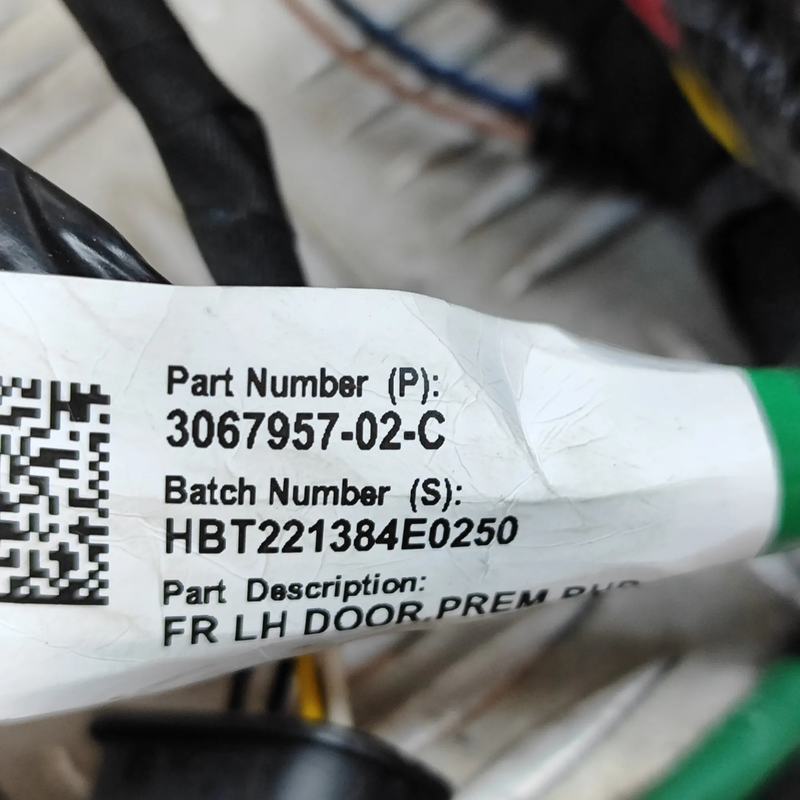 Part Number (P):
3067957-02-C
Batch Number (S):
HBT221384E0250
Part Description:
FR LH DOOR,PREM